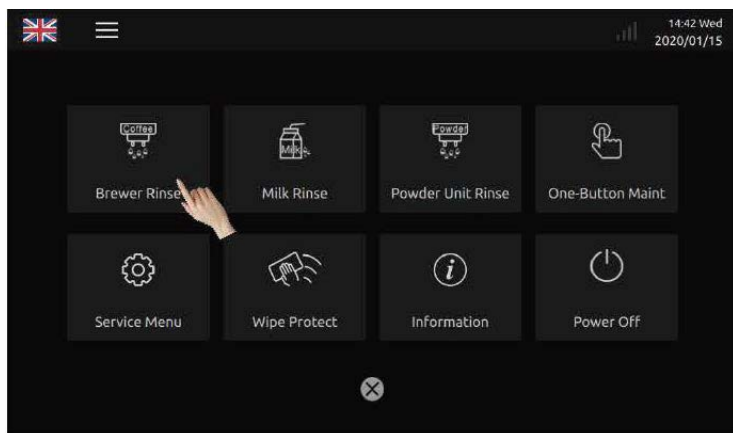 14:42 Wed
2020/01/15
Coffee
Milk
Powder
Brewer Rinse
Milk Rinse
Powder Unit Rinse
One-Button Maint
i
Service Menu
Wipe Protect
Information
Power Off